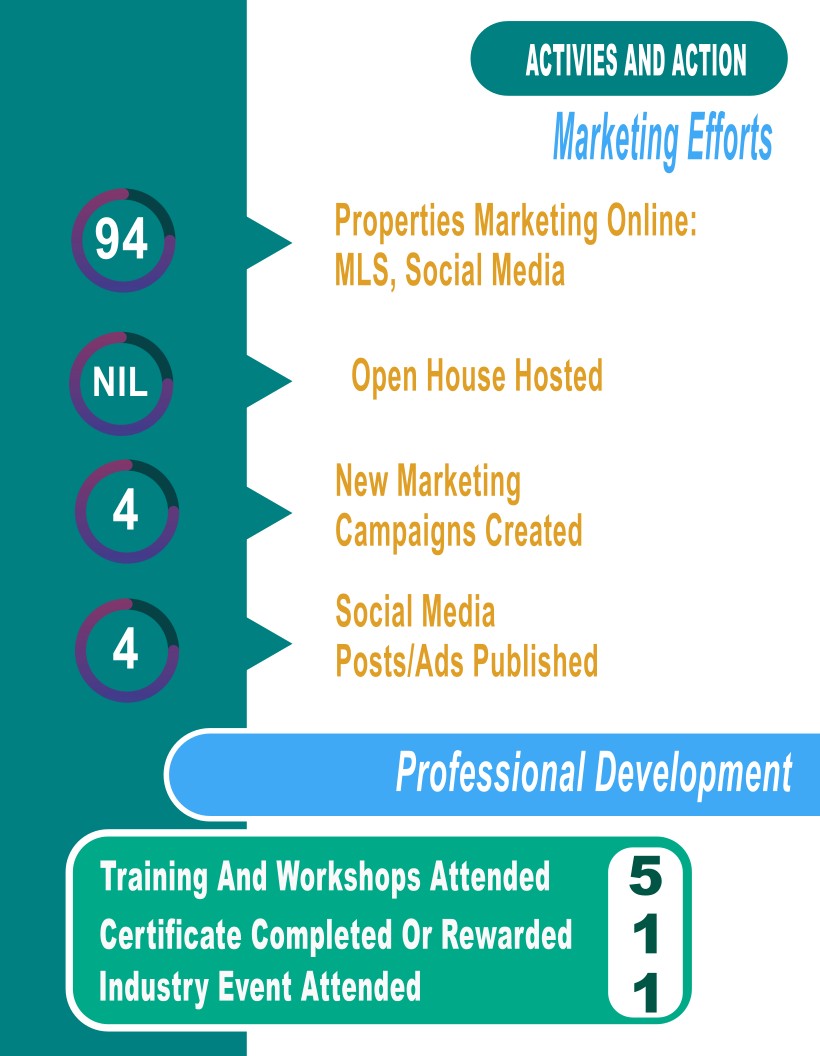 ACTIVIES AND ACTION
Marketing Efforts
94
Properties Marketing Online:
MLS, Social Media
NIL
Open House Hosted
4
New Marketing
Campaigns Created
4
Social Media
Posts/Ads Published
Professional Development
Training And Workshops Attended 5
Certificate Completed Or Rewarded 1
Industry Event Attended 1